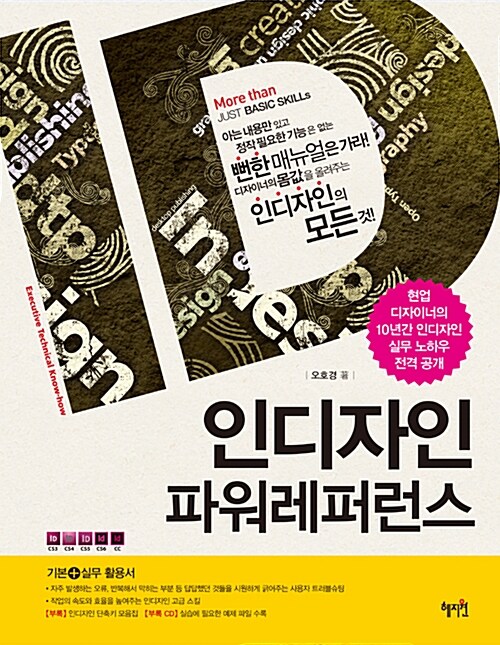 More than
JUST BASIC SKILLs
아는 내용만 있고
정작 필요한 기능은 없는
뻔한 매뉴얼은 가라!
디자이너의 몸값을 올려주는
인디자인의
모든 것!
desktop publishing
Executive Technical Know-how
현업
디자이너의
10년간 인디자인
실무 노하우
전격 공개
| 오호경 著 |
인디자인
파워레퍼런스
ID ID Id Id
CS3 CS4 CS5 CS6 CC
기본+실무 활용서
• 자주 발생하는 오류, 반복해서 막히는 부분 등 답답했던 것들을 시원하게 긁어주는 사용자 트러블슈팅
• 작업의 속도와 효율을 높여주는 인디자인 고급 스킬
【부록】 인디자인 단축키 모음집 【부록 CD】 실습에 필요한 예제 파일 수록
혜지원